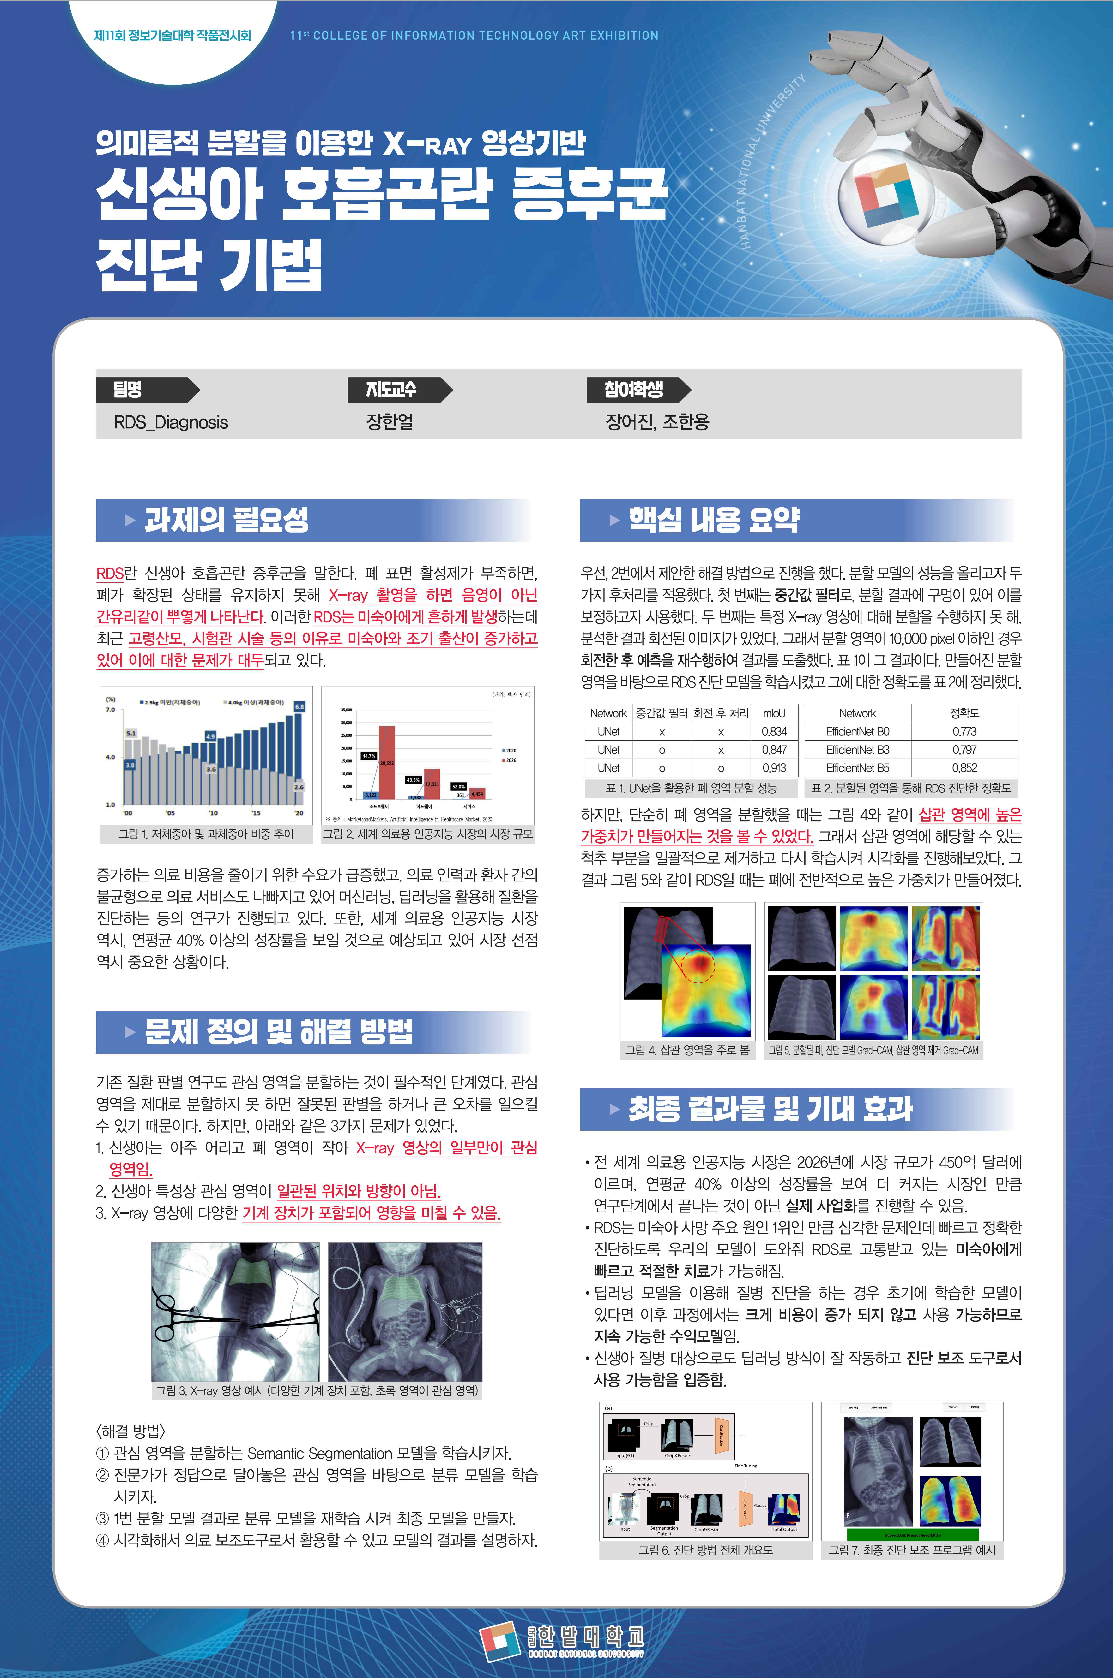 제11회 정보기술대학 작품전시회
11st COLLEGE OF INFORMATION TECHNOLOGY ART EXHIBITION
HANBAT NATIONAL UNIVERSITY
의미론적 분할을 이용한 X-RAY 영상기반
신생아 호흡곤란 증후군
진단 기법
팀명
지도교수
참여학생
RDS_Diagnosis
장한얼
장어진, 조한용
과제의 필요성
RDS란 신생아 호흡곤란 증후군을 말한다. 폐 표면 활성제가 부족하면,
폐가 확장된 상태를 유지하지 못해 X-ray 촬영을 하면 음영이 아닌
간유리같이 뿌옇게 나타난다. 이러한 RDS는 미숙아에게 흔하게 발생하는데
최근 고령산모, 시험관 시술 등의 이유로 미숙아와 조기 출산이 증가하고
있어 이에 대한 문제가 대두되고 있다.
(%)
2.5kg 미만(저체중아)
4.0kg 이상(과체중아)
7.0
4.0
1.0
5.1
3.8
4.9
3.6
6.8
2.6
'00
'05
'10
'15
'20
2020
2026
그림 1. 저체중아 및 과체중아 비중 추이
그림 2. 세계 의료용 인공지능 시장의 시장 규모
증가하는 의료 비용을 줄이기 위한 수요가 급증했고, 의료 인력과 환자 간의
불균형으로 의료 서비스도 나빠지고 있어 머신러닝, 딥러닝을 활용해 질환을
진단하는 등의 연구가 진행되고 있다. 또한, 세계 의료용 인공지능 시장
역시, 연평균 40% 이상의 성장률을 보일 것으로 예상되고 있어 시장 선점
역시 중요한 상황이다.
문제 정의 및 해결 방법
기존 질환 판별 연구도 관심 영역을 분할하는 것이 필수적인 단계였다. 관심
영역을 제대로 분할하지 못 하면 잘못된 판별을 하거나 큰 오차를 일으킬
수 있기 때문이다. 하지만, 아래와 같은 3가지 문제가 있었다.
1. 신생아는 아주 어리고 폐 영역이 작아 X-ray 영상의 일부만이 관심
영역임.
2. 신생아 특성상 관심 영역이 일관된 위치와 방향이 아님.
3. X-ray 영상에 다양한 기계 장치가 포함되어 영향을 미칠 수 있음.
그림 3. X-ray 영상 예시 (다양한 기계 장치 포함, 초록 영역이 관심 영역)
〈해결 방법〉
① 관심 영역을 분할하는 Semantic Segmentation 모델을 학습시키자.
② 전문가가 정답으로 달아놓은 관심 영역을 바탕으로 분류 모델을 학습
시키자.
③ 1번 분할 모델 결과로 분류 모델을 재학습 시켜 최종 모델을 만들자.
④ 시각화해서 의료 보조도구로서 활용할 수 있고 모델의 결과를 설명하자.
핵심 내용 요약
우선, 2번에서 제안한 해결 방법으로 진행을 했다. 분할 모델의 성능을 올리고자 두
가지 후처리를 적용했다. 첫 번째는 중간값 필터로, 분할 결과에 구멍이 있어 이를
보정하고자 사용했다. 두 번째는 특정 X-ray 영상에 대해 분할을 수행하지 못 해,
분석한 결과 회전된 이미지가 있었다. 그래서 분할 영역이 10,000 pixel 이하인 경우
회전한 후 예측을 재수행하여 결과를 도출했다. 표 1이 그 결과이다. 만들어진 분할
영역을 바탕으로 RDS 진단 모델을 학습시켰고 그에 대한 정확도를 표 2에 정리했다.
Network 중간값 필터 회전 후 처리 mIoU
UNet x x 0.834
UNet o x 0.847
UNet o o 0.913
표 1. UNet을 활용한 폐 영역 분할 성능
Network 정확도
EfficientNet B0 0.773
EfficientNet B3 0.797
EfficientNet B5 0.852
표 2. 분할된 영역을 통해 RDS 진단한 정확도
하지만, 단순히 폐 영역을 분할했을 때는 그림 4와 같이 삽관 영역에 높은
가중치가 만들어지는 것을 볼 수 있었다. 그래서 삽관 영역에 해당할 수 있는
척추 부분을 일괄적으로 제거하고 다시 학습시켜 시각화를 진행해보았다. 그
결과 그림 5와 같이 RDS일 때는 폐에 전반적으로 높은 가중치가 만들어졌다.
그림 4. 삽관 영역을 주로 봄
그림 5. 분할된 폐, 진단 모델 Grad-CAM, 삽관 영역 제거 Grad-CAM
최종 결과물 및 기대 효과
• 전 세계 의료용 인공지능 시장은 2026년에 시장 규모가 450억 달러에
이르며, 연평균 40% 이상의 성장률을 보여 더 커지는 시장인 만큼
연구단계에서 끝나는 것이 아닌 실제 사업화를 진행할 수 있음.
• RDS는 미숙아 사망 주요 원인 1위인 만큼 심각한 문제인데 빠르고 정확한
진단하도록 우리의 모델이 도와줘 RDS로 고통받고 있는 미숙아에게
빠르고 적절한 치료가 가능해짐.
• 딥러닝 모델을 이용해 질병 진단을 하는 경우 초기에 학습한 모델이
있다면 이후 과정에서는 크게 비용이 증가 되지 않고 사용 가능하므로
지속 가능한 수익모델임.
• 신생아 질병 대상으로도 딥러닝 방식이 잘 작동하고 진단 보조 도구로서
사용 가능함을 입증함.
그림 6. 진단 방법 전체 개요도
그림 7. 최종 진단 보조 프로그램 예시
국립한밭대학교
HANBAT NATIONAL UNIVERSITY